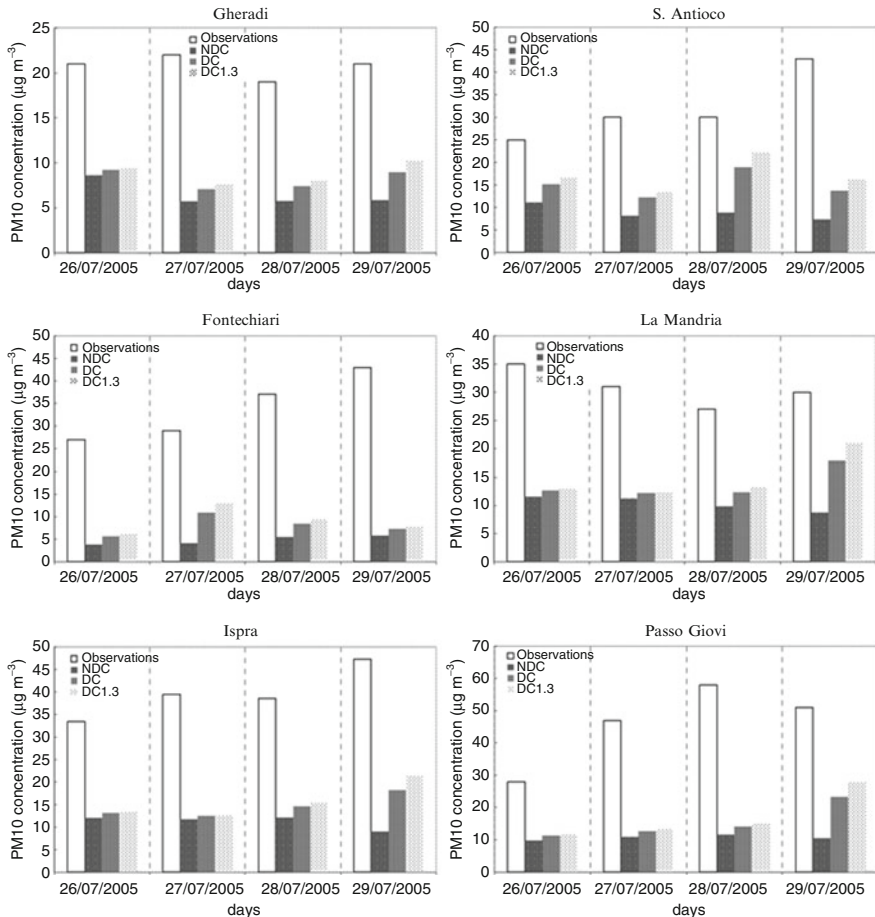 Gheradi
PM10 concentration (µg m⁻³)
25
20
15
10
5
0
Observations
NDC
DC
DC1.3
26/07/2005 27/07/2005 28/07/2005 29/07/2005
days
S. Antioco
PM10 concentration (µg m⁻³)
50
45
40
35
30
25
20
15
10
5
0
Observations
NDC
DC
DC1.3
26/07/2005 27/07/2005 28/07/2005 29/07/2005
days
Fontechiari
PM10 concentration (µg m⁻³)
50
45
40
35
30
25
20
15
10
5
0
Observations
NDC
DC
DC1.3
26/07/2005 27/07/2005 28/07/2005 29/07/2005
days
La Mandria
PM10 concentration (µg m⁻³)
40
35
30
25
20
15
10
5
0
Observations
NDC
DC
DC1.3
26/07/2005 27/07/2005 28/07/2005 29/07/2005
days
Ispra
PM10 concentration (µg m⁻³)
50
45
40
35
30
25
20
15
10
5
0
Observations
NDC
DC
DC1.3
26/07/2005 27/07/2005 28/07/2005 29/07/2005
days
Passo Giovi
PM10 concentration (µg m⁻³)
70
60
50
40
30
20
10
0
Observations
NDC
DC
DC1.3
26/07/2005 27/07/2005 28/07/2005 29/07/2005
days